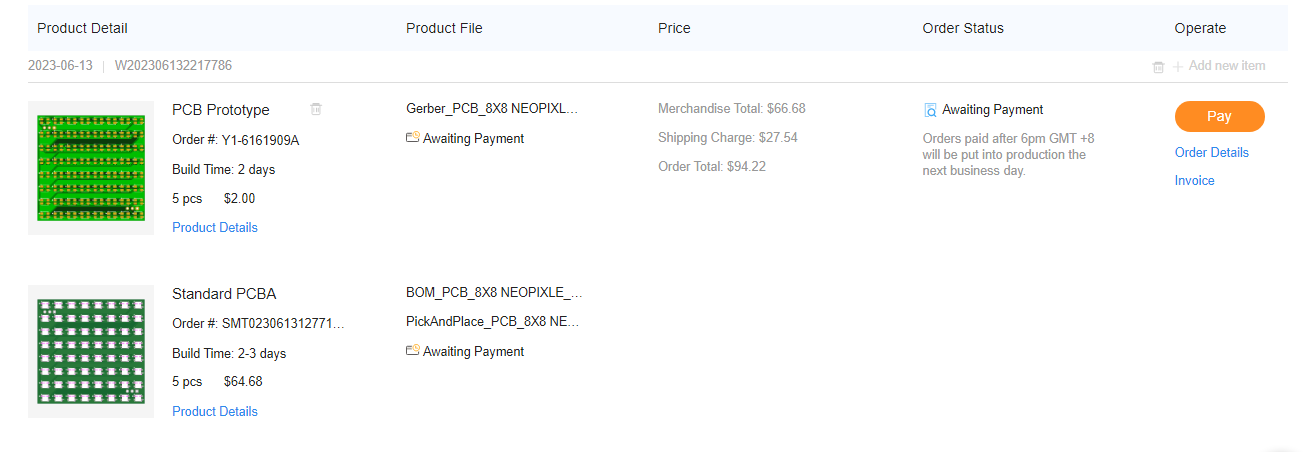 Product Detail Product File Price Order Status Operate
2023-06-13 | W202306132217786 Add new item
PCB Prototype
Order #: Y1-6161909A
Build Time: 2 days
5 pcs $2.00
Product Details
Gerber_PCB_8X8 NEOPIXL...
Awaiting Payment
Merchandise Total: $66.68
Shipping Charge: $27.54
Order Total: $94.22
Awaiting Payment
Orders paid after 6pm GMT +8
will be put into production the
next business day.
Pay
Order Details
Invoice
Standard PCBA
Order #: SMT023061312771...
Build Time: 2-3 days
5 pcs $64.68
Product Details
BOM_PCB_8X8 NEOPIXLE_...
PickAndPlace_PCB_8X8 NE...
Awaiting Payment